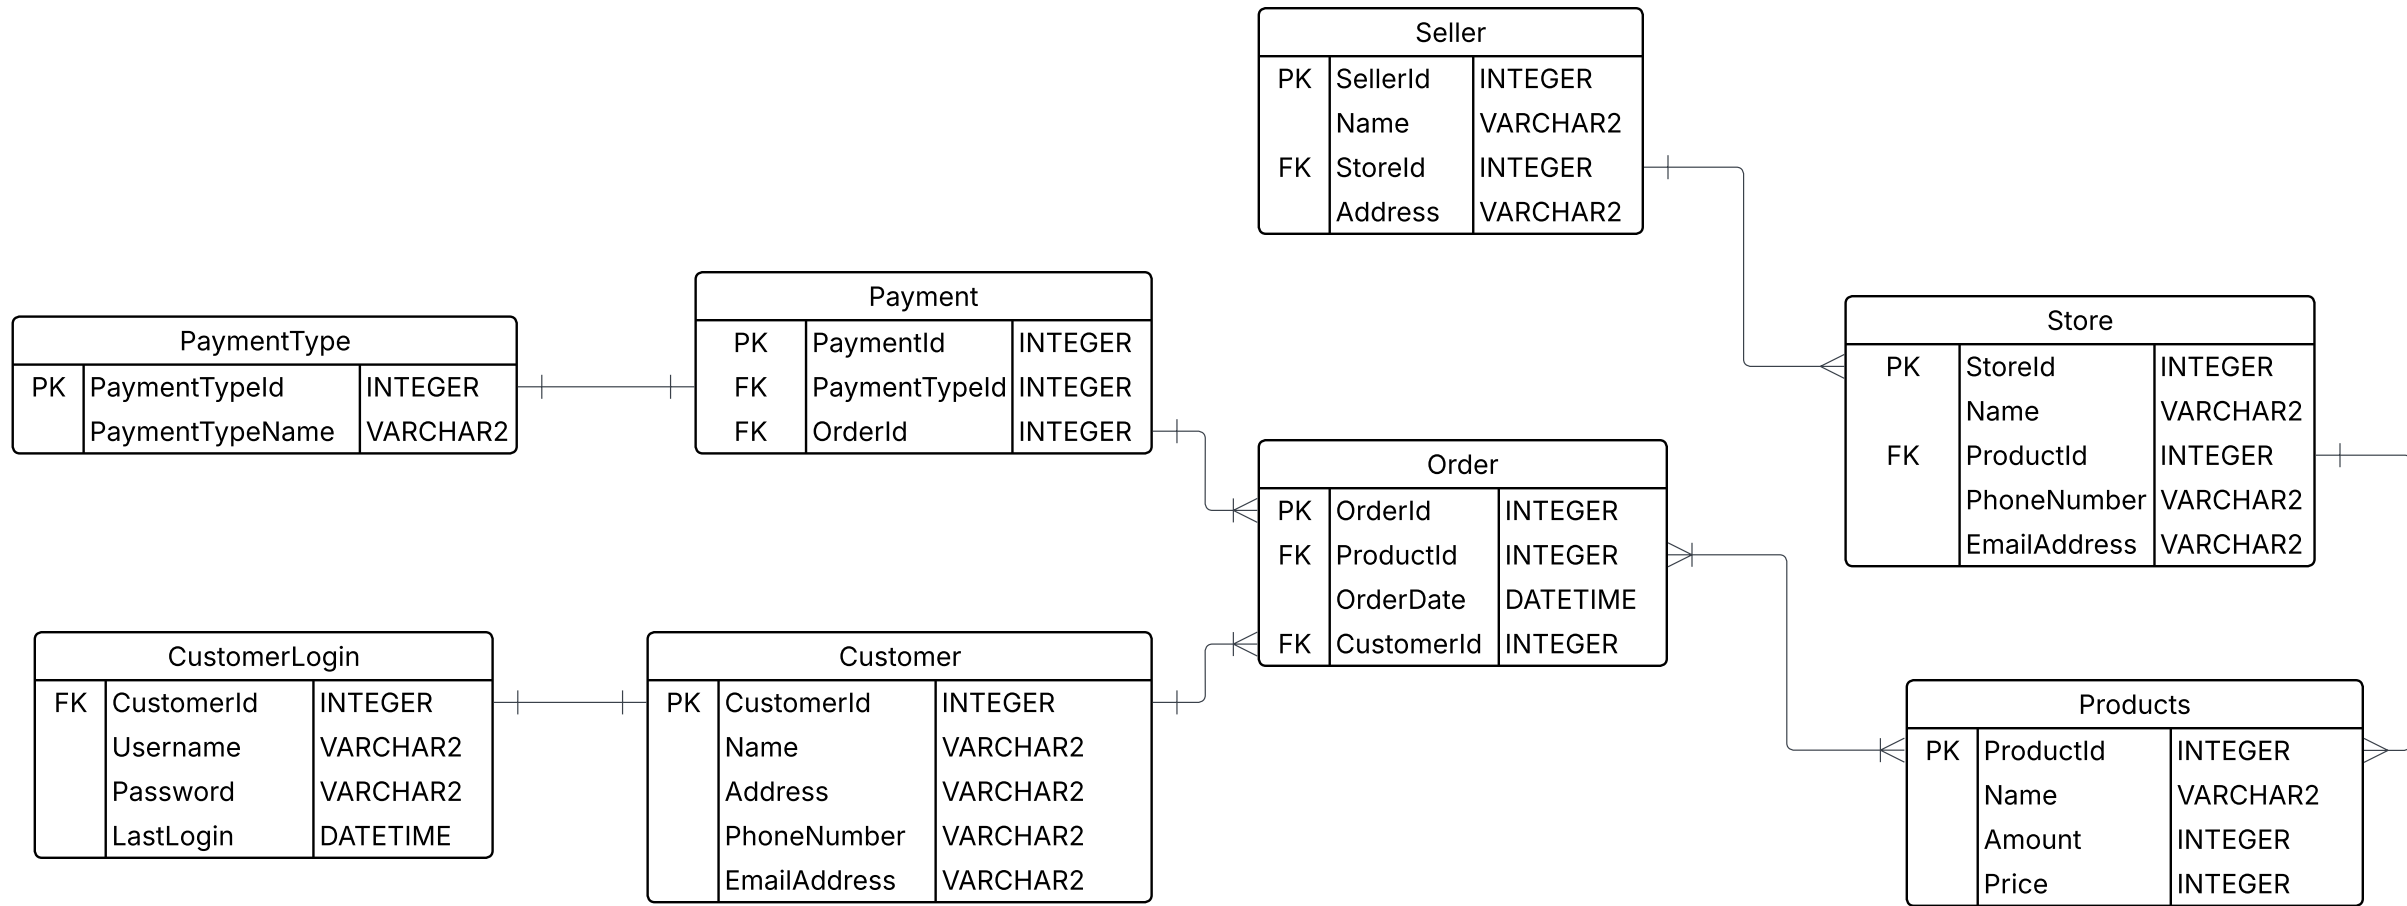 Seller
PK SellerId INTEGER
Name VARCHAR2
FK StoreId INTEGER
Address VARCHAR2
Payment
PK PaymentId INTEGER
FK PaymentTypeId INTEGER
FK OrderId INTEGER
PaymentType
PK PaymentTypeId INTEGER
PaymentTypeName VARCHAR2
Store
PK StoreId INTEGER
Name VARCHAR2
FK ProductId INTEGER
PhoneNumber VARCHAR2
EmailAddress VARCHAR2
Order
PK OrderId INTEGER
FK ProductId INTEGER
OrderDate DATETIME
FK CustomerId INTEGER
CustomerLogin
FK CustomerId INTEGER
Username VARCHAR2
Password VARCHAR2
LastLogin DATETIME
Customer
PK CustomerId INTEGER
Name VARCHAR2
Address VARCHAR2
PhoneNumber VARCHAR2
EmailAddress VARCHAR2
Products
PK ProductId INTEGER
Name VARCHAR2
Amount INTEGER
Price INTEGER